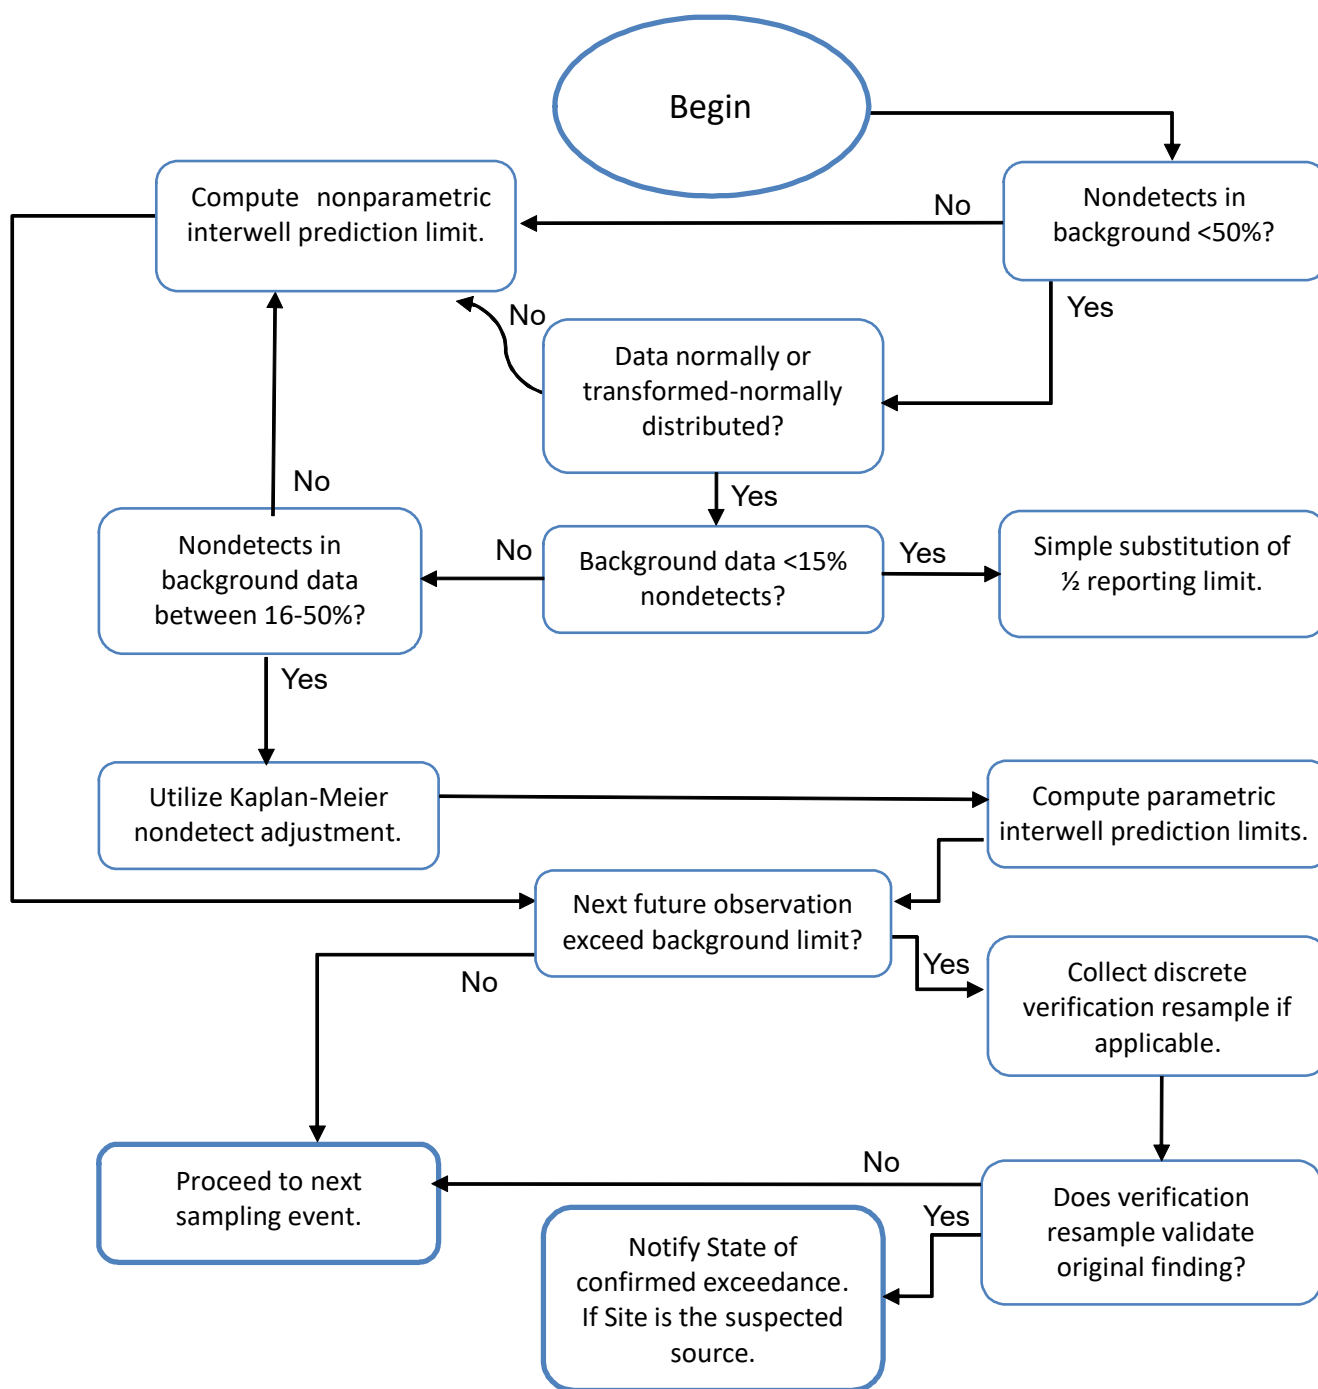 Begin
Compute nonparametric
interwell prediction limit.
No
Nondetects in
background <50%?
Yes
No
Data normally or
transformed-normally
distributed?
No
Yes
Nondetects in
background data
between 16-50%?
No
Background data <15%
nondetects?
Yes
Simple substitution of
½ reporting limit.
Yes
Utilize Kaplan-Meier
nondetect adjustment.
Compute parametric
interwell prediction limits.
Next future observation
exceed background limit?
No
Yes
Collect discrete
verification resample if
applicable.
Proceed to next
sampling event.
No
Does verification
resample validate
original finding?
Yes
Notify State of
confirmed exceedance.
If Site is the suspected
source.